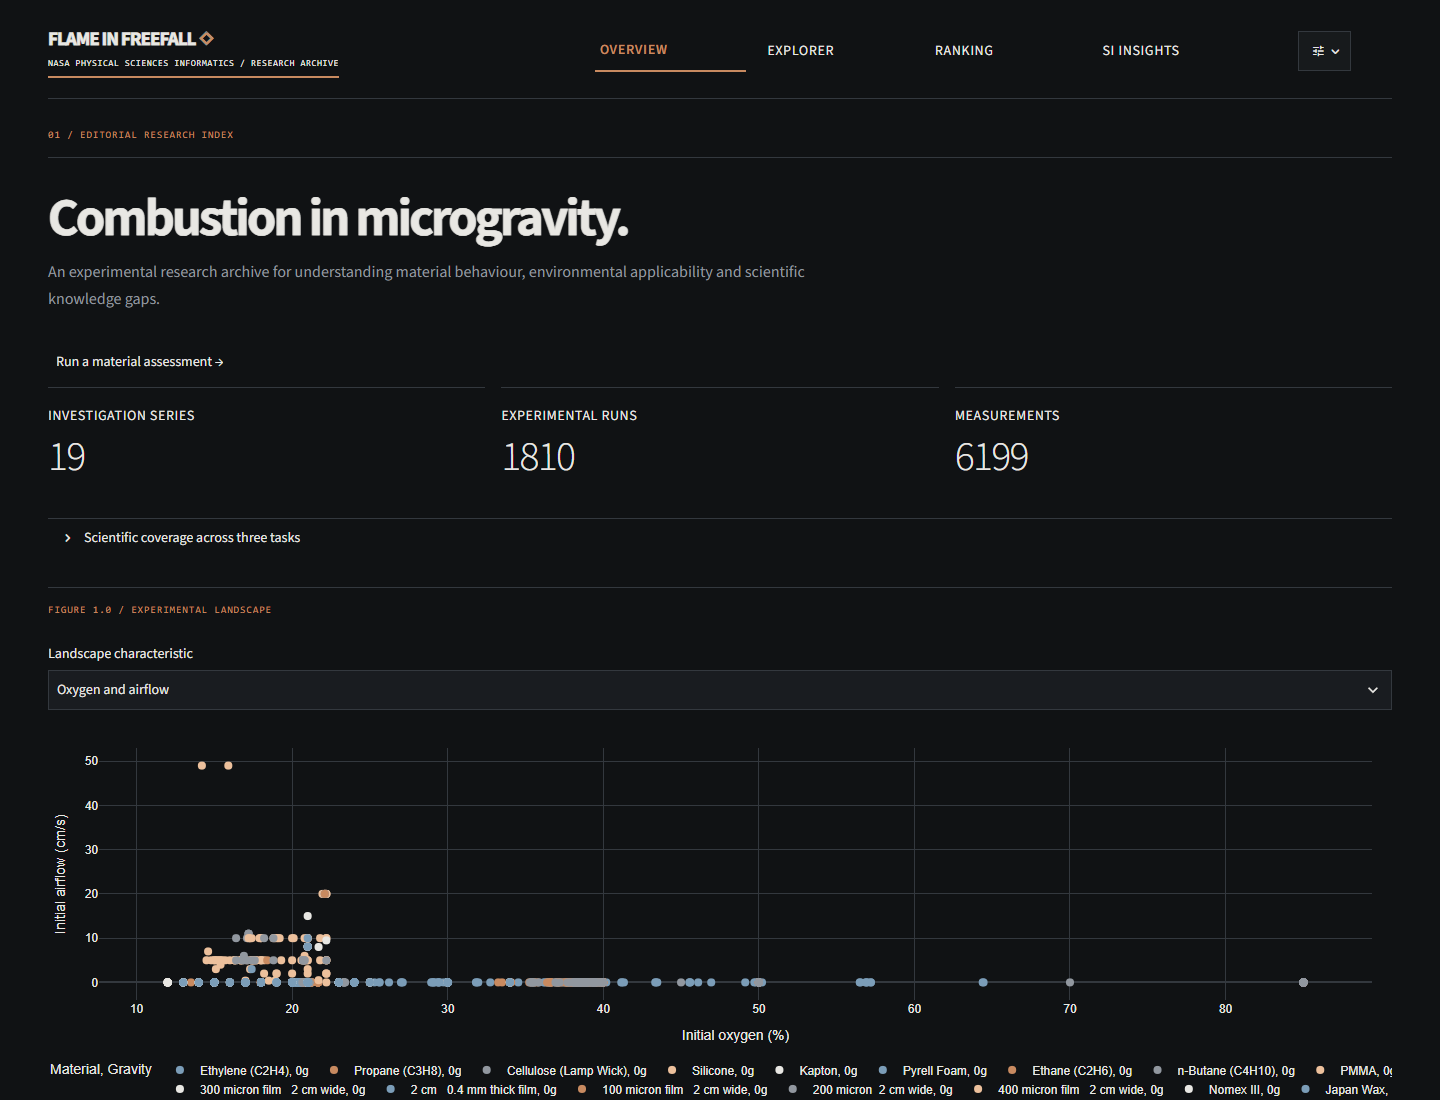 FLAME IN FREEFALL
NASA PHYSICAL SCIENCES INFORMATICS / RESEARCH ARCHIVE
OVERVIEW
EXPLORER
RANKING
SI INSIGHTS
01 / EDITORIAL RESEARCH INDEX
Combustion in microgravity.
An experimental research archive for understanding material behaviour, environmental applicability and scientific
knowledge gaps.
Run a material assessment →
INVESTIGATION SERIES
19
EXPERIMENTAL RUNS
1810
MEASUREMENTS
6199
Scientific coverage across three tasks
FIGURE 1.0 / EXPERIMENTAL LANDSCAPE
Landscape characteristic
Oxygen and airflow
Initial airflow (cm/s)
50
40
30
20
10
0
10 20 30 40 50 60 70 80
Initial oxygen (%)
Material, Gravity
Ethylene (C2H4), 0g Propane (C3H8), 0g Cellulose (Lamp Wick), 0g Silicone, 0g Kapton, 0g Pyrell Foam, 0g Ethane (C2H6), 0g n-Butane (C4H10), 0g PMMA, 0g
300 micron film 2 cm wide, 0g 2 cm 0.4 mm thick film, 0g 100 micron film 2 cm wide, 0g 200 micron 2 cm wide, 0g 400 micron film 2 cm wide, 0g Nomex III, 0g Japan Wax,